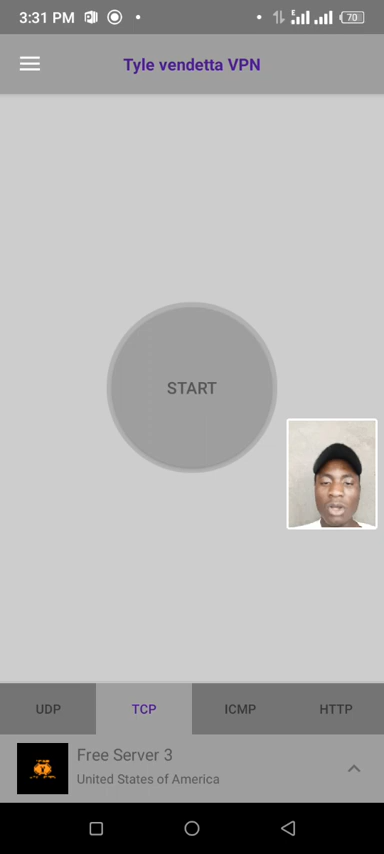 3:31 PM
E
70
Tyle vendetta VPN
START
UDP TCP ICMP HTTP
Free Server 3
United States of America